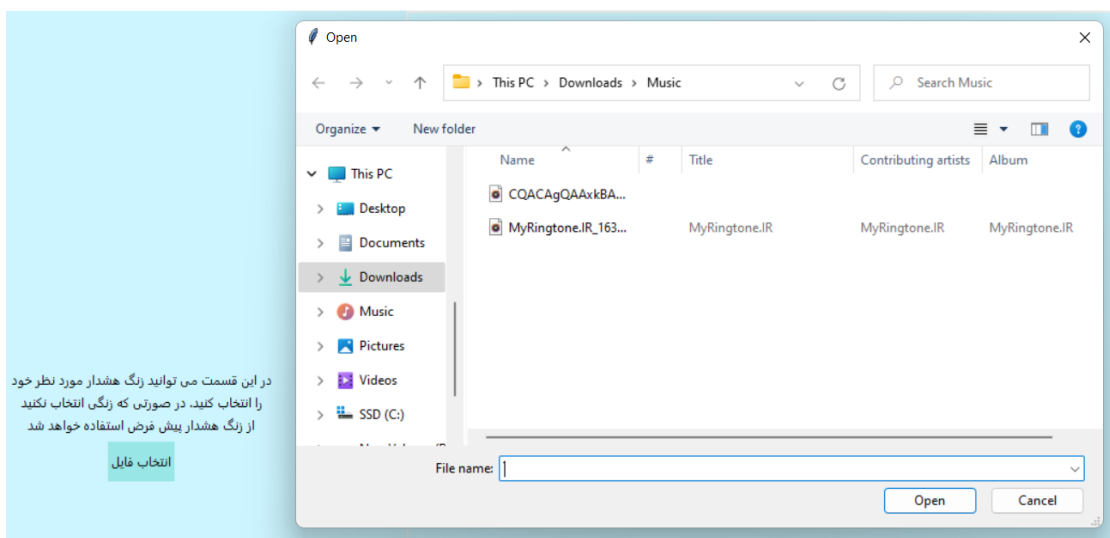 Open
This PC > Downloads > Music
Search Music
Organize
New folder
Name # Title Contributing artists Album
CQACAgQAAxkBA...
MyRingtone.IR_163... MyRingtone.IR MyRingtone.IR MyRingtone.IR
This PC
Desktop
Documents
Downloads
Music
Pictures
Videos
SSD (C:)
File name:
Open Cancel
در این قسمت می توانید زنگ هشدار مورد نظر خود
را انتخاب کنید. در صورتی که زنگی انتخاب نکنید
از زنگ هشدار پیش فرض استفاده خواهد شد
انتخاب فایل